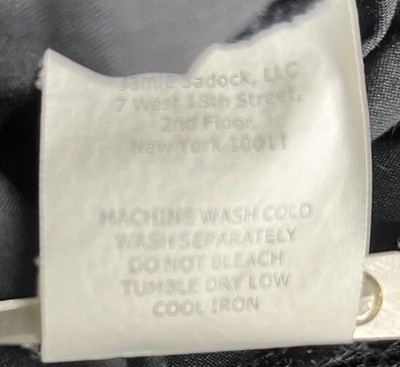 Jamie Sadock, LLC
7 West 18th Street,
2nd Floor,
New York 10011
MACHINE WASH COLD
WASH SEPARATELY
DO NOT BLEACH
TUMBLE DRY LOW
COOL IRON